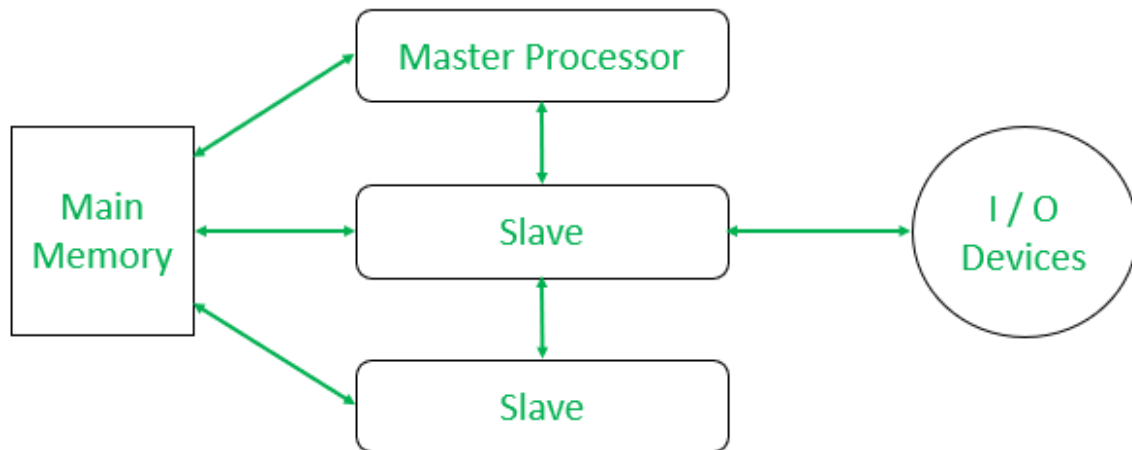 Master Processor
Main
Memory
Slave
I / O
Devices
Slave